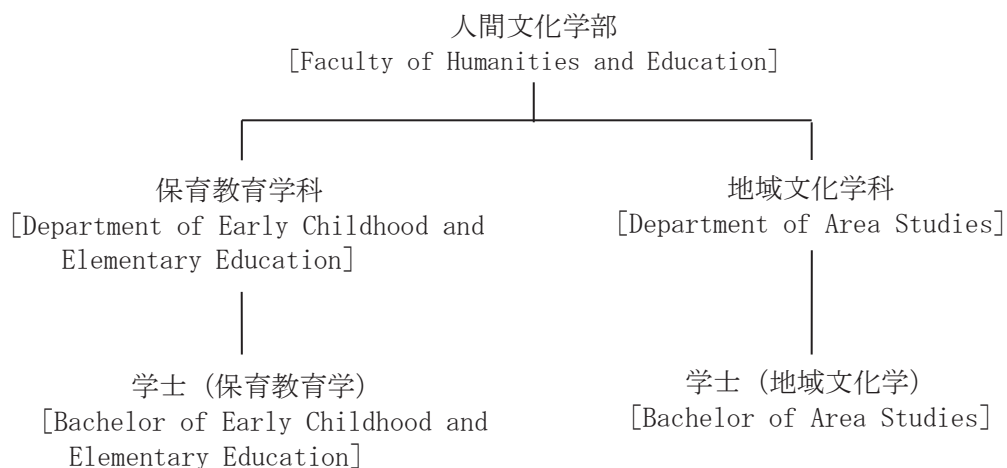 人間文化学部
[Faculty of Humanities and Education]
保育教育学科
[Department of Early Childhood and
Elementary Education]
地域文化学科
[Department of Area Studies]
学士（保育教育学）
[Bachelor of Early Childhood and
Elementary Education]
学士（地域文化学）
[Bachelor of Area Studies]